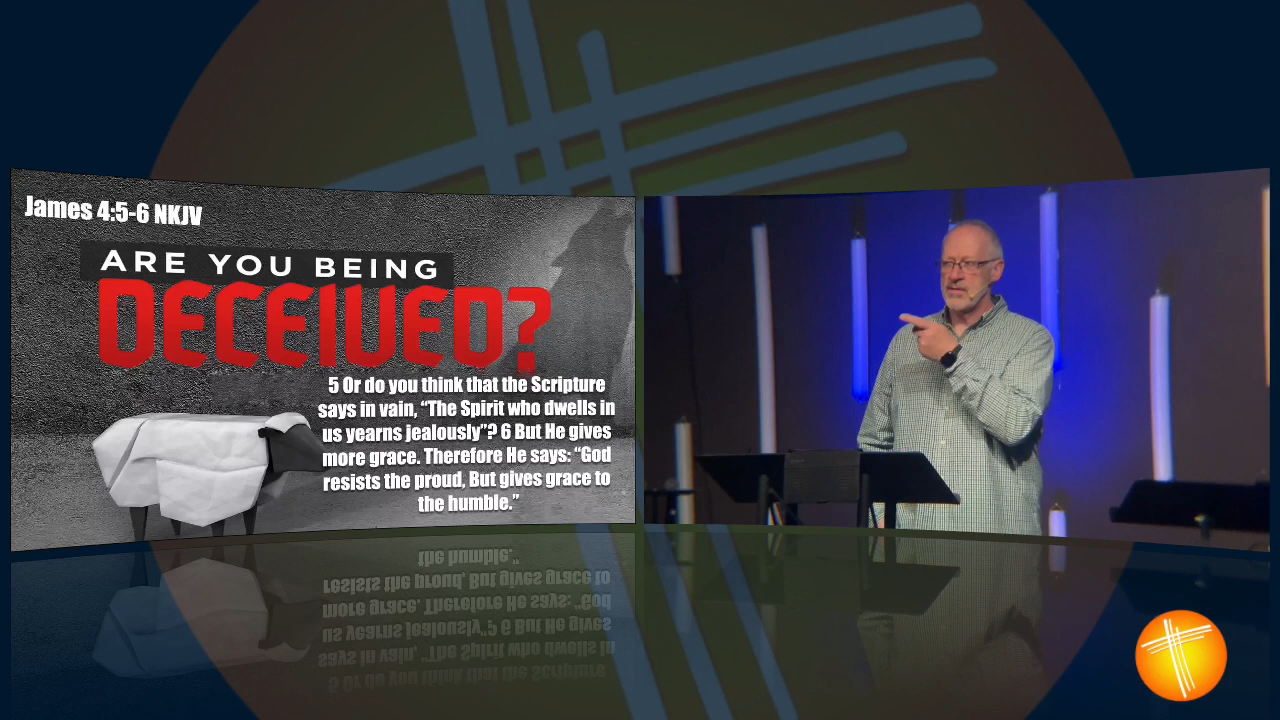 James 4:5-6 NKJV
ARE YOU BEING
DECEIVED?
5 Or do you think that the Scripture
says in vain, “The Spirit who dwells in
us yearns jealously”? 6 But He gives
more grace. Therefore He says: “God
resists the proud, But gives grace to
the humble.”